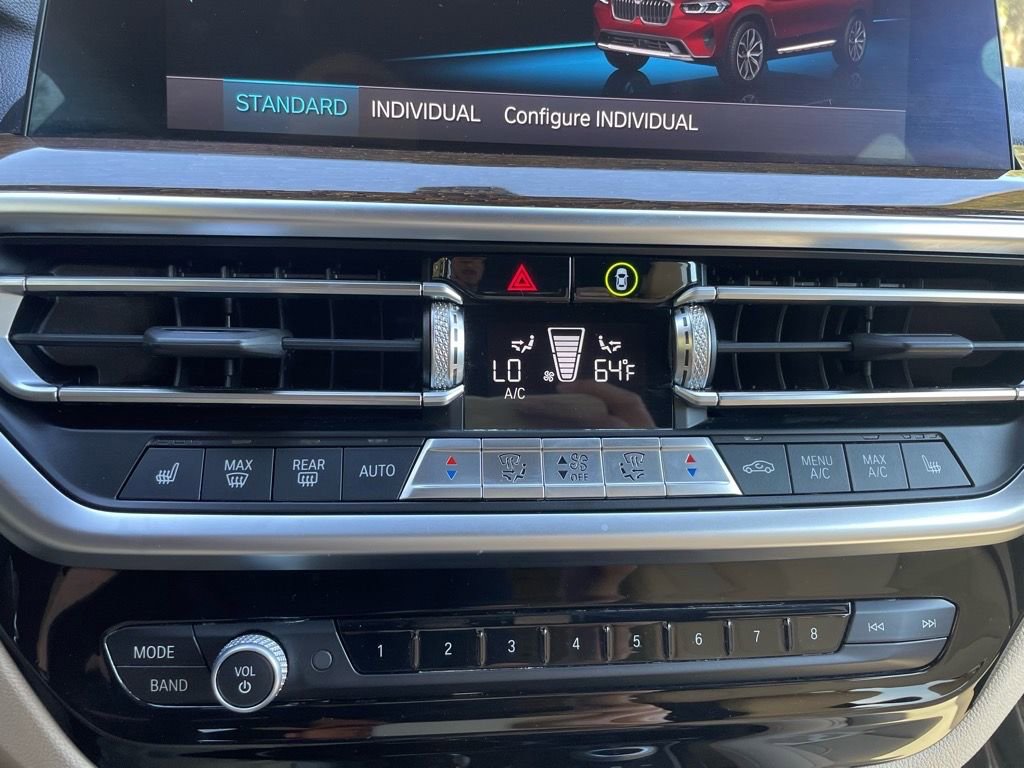 STANDARD INDIVIDUAL Configure INDIVIDUAL
LO 64°F
A/C
MAX REAR AUTO OFF MENU A/C MAX A/C
MODE
BAND
VOL
1 2 3 4 5 6 7 8